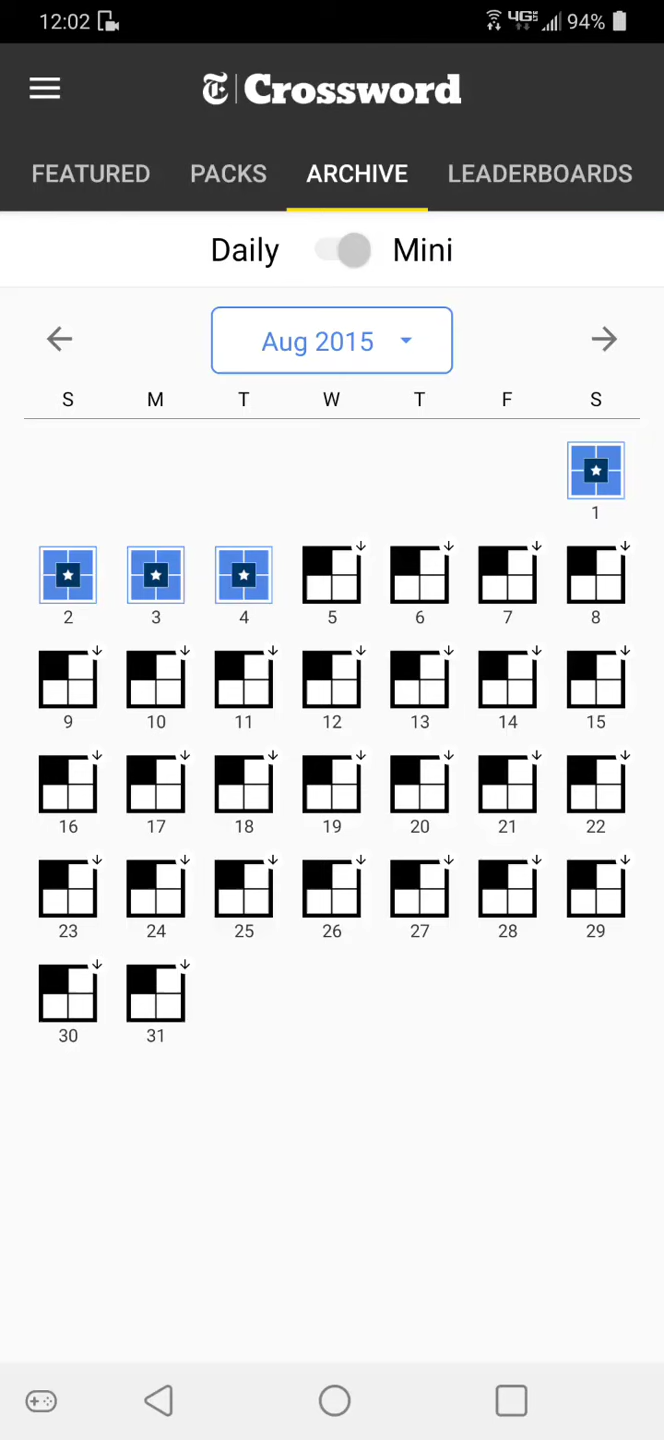 12:02 4GE 94%
T Crossword
FEATURED PACKS ARCHIVE LEADERBOARDS
Daily Mini
Aug 2015
S M T W T F S
1
2 3 4 5 6 7 8
9 10 11 12 13 14 15
16 17 18 19 20 21 22
23 24 25 26 27 28 29
30 31